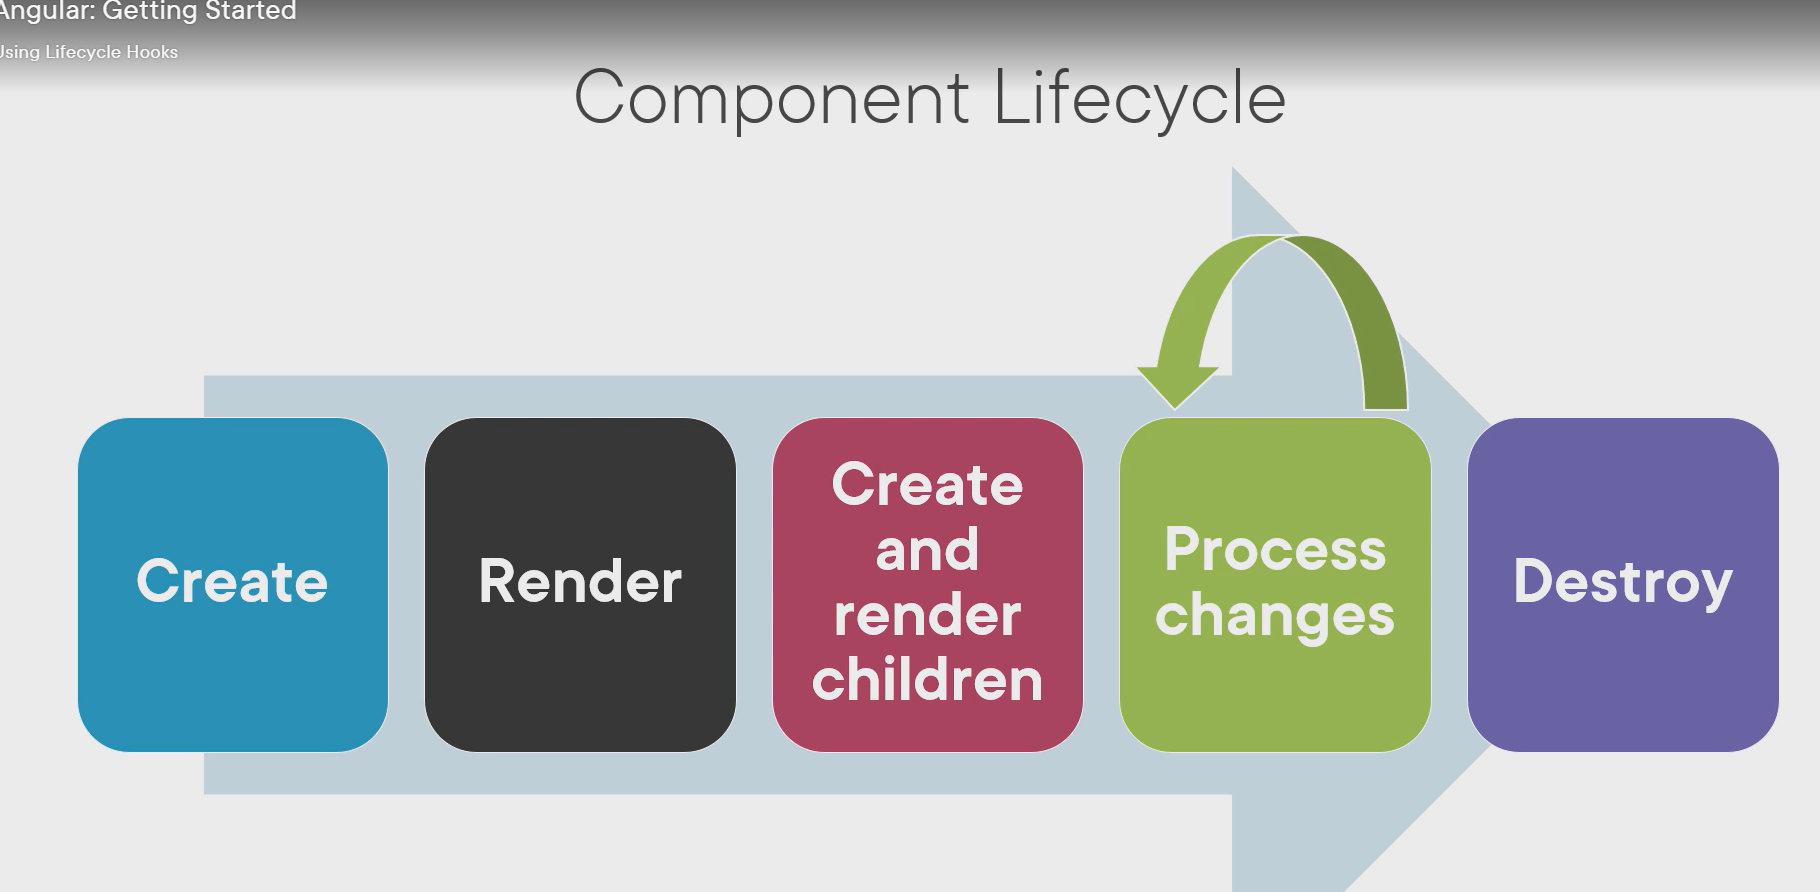 Angular: Getting Started
Using Lifecycle Hooks
Component Lifecycle
Create
Render
Create
and
render
children
Process
changes
Destroy